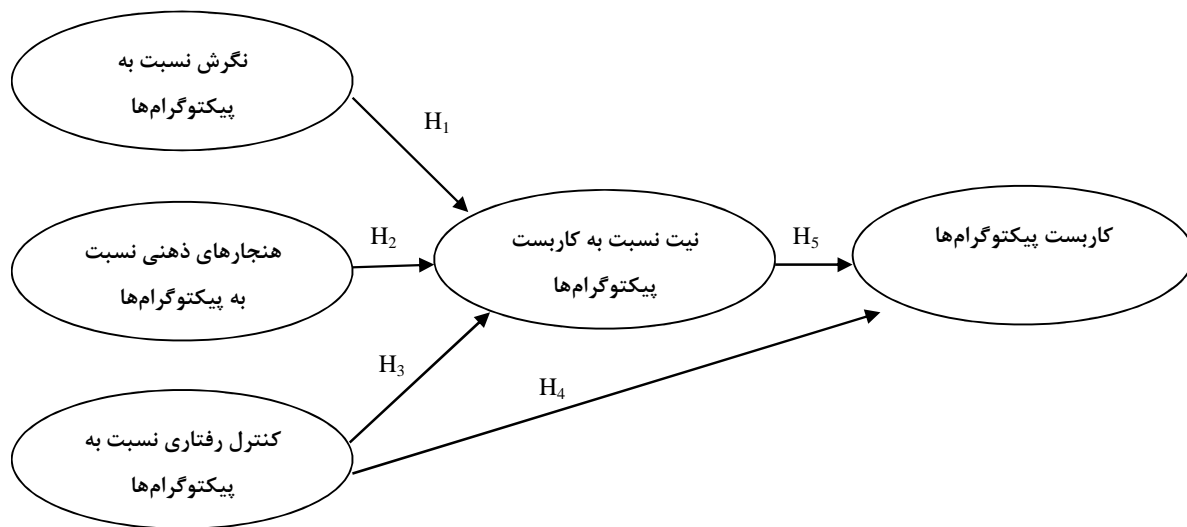 نگرش نسبت به
پیکتوگرام‌ها
H1
هنجارهای ذهنی نسبت
به پیکتوگرام‌ها
H2
نیت نسبت به کاربست
پیکتوگرام‌ها
H5
کاربست پیکتوگرام‌ها
H3
H4
کنترل رفتاری نسبت به
پیکتوگرام‌ها